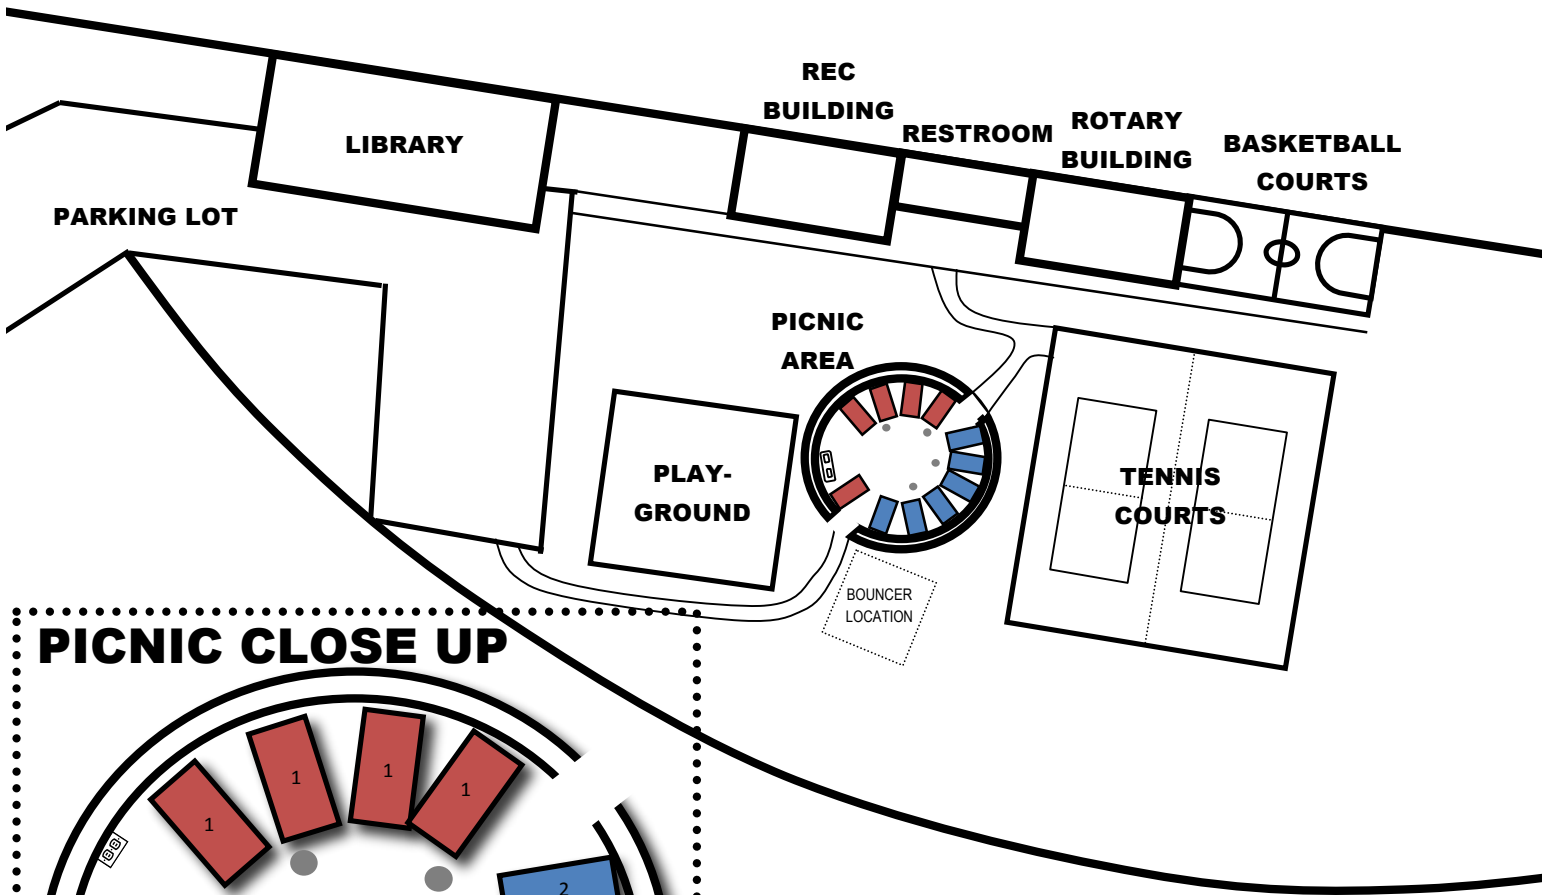 REC
BUILDING
RESTROOM
ROTARY
BUILDING
BASKETBALL
COURTS
LIBRARY
PARKING LOT
PICNIC
AREA
PLAY-
GROUND
TENNIS
COURTS
BOUNCER
LOCATION
PICNIC CLOSE UP
1
1
1
1
2